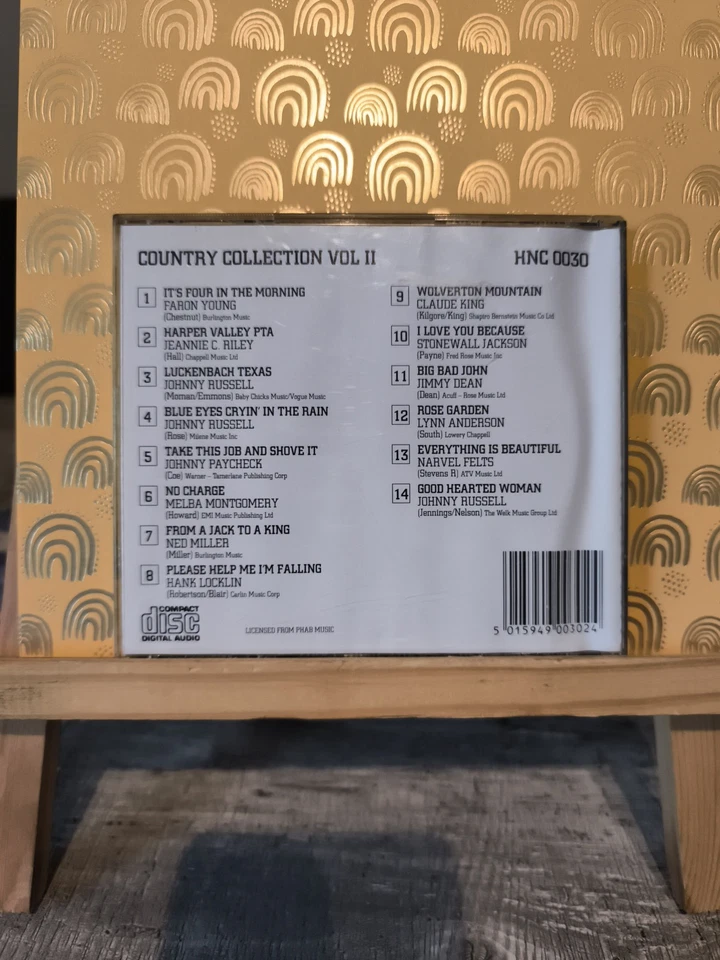 COUNTRY COLLECTION VOL II
HNC 0030
1 IT'S FOUR IN THE MORNING
FARON YOUNG
(Chestnut) Burlington Music
2 HARPER VALLEY PTA
JEANNIE C. RILEY
(Hall) Chappell Music Ltd
3 LUCKENBACH TEXAS
JOHNNY RUSSELL
(Moman/Emmons) Baby Chicks Music/Vogue Music
4 BLUE EYES CRYIN' IN THE RAIN
JOHNNY RUSSELL
(Rose) Milene Music Inc
5 TAKE THIS JOB AND SHOVE IT
JOHNNY PAYCHECK
(Coe) Warner - Tamerlane Publishing Corp
6 NO CHARGE
MELBA MONTGOMERY
(Howard) EMI Music Publishing Ltd
7 FROM A JACK TO A KING
NED MILLER
(Miller) Burlington Music
8 PLEASE HELP ME I'M FALLING
HANK LOCKLIN
(Robertson/Blair) Carlin Music Corp
9 WOLVERTON MOUNTAIN
CLAUDE KING
(Kilgore/King) Shapiro Bernstein Music Co Ltd
10 I LOVE YOU BECAUSE
STONEWALL JACKSON
(Payne) Fred Rose Music Inc
11 BIG BAD JOHN
JIMMY DEAN
(Dean) Acuff - Rose Music Ltd
12 ROSE GARDEN
LYNN ANDERSON
(South) Lowery Chappell
13 EVERYTHING IS BEAUTIFUL
NARVEL FELTS
(Stevens R) ATV Music Ltd
14 GOOD HEARTED WOMAN
JOHNNY RUSSELL
(Jennings/Nelson) The Welk Music Group Ltd
COMPACT
disc
DIGITAL AUDIO
LICENSED FROM PHAB MUSIC
5 015949 003024